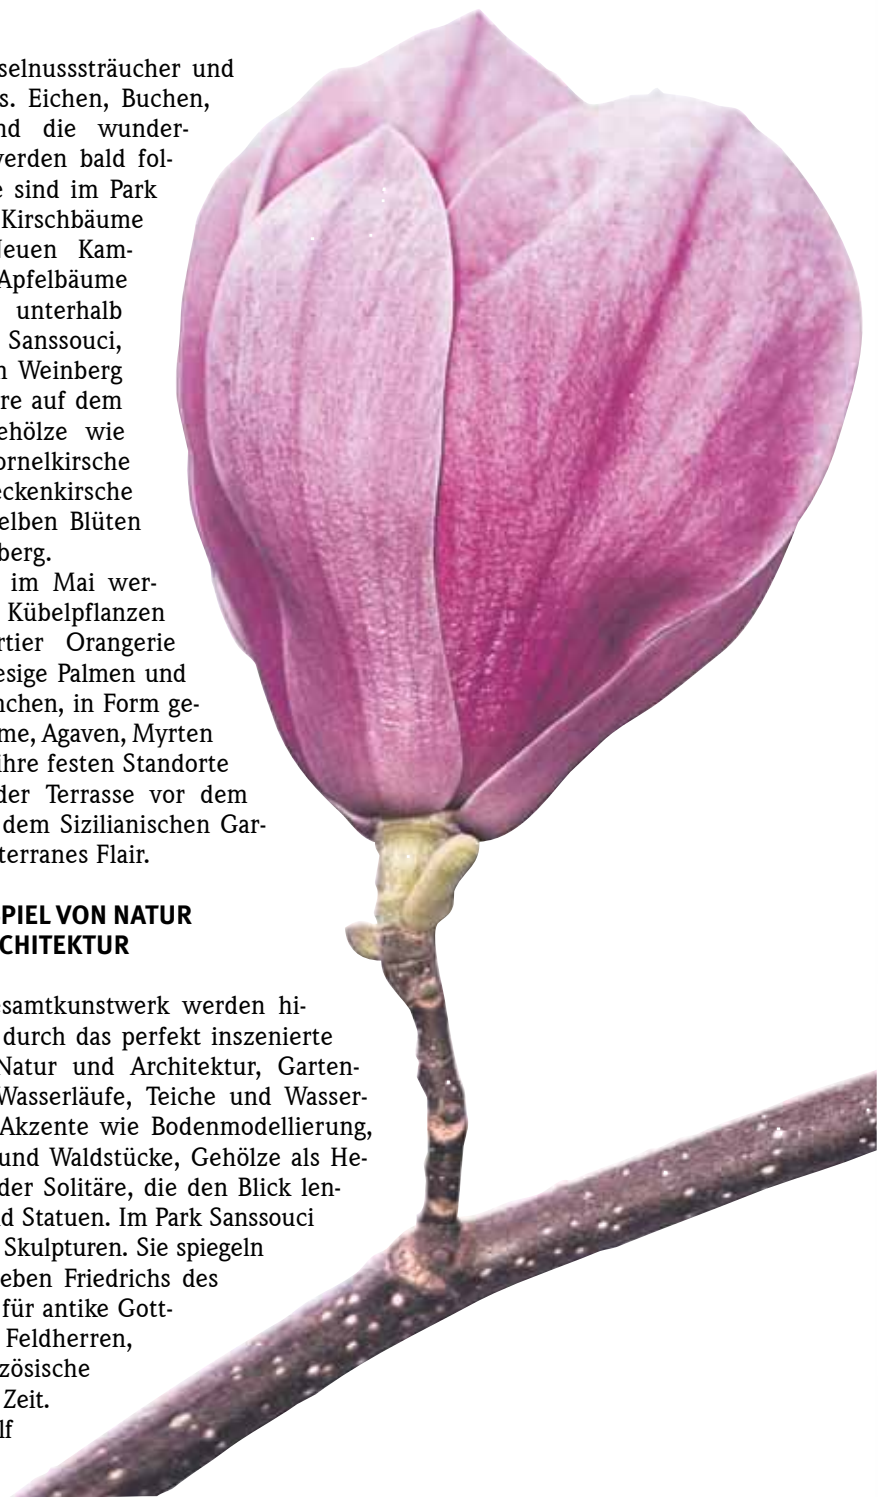 selnusssträucher und
s. Eichen, Buchen,
nd die wunder-
werden bald fol-
e sind im Park
Kirschbäume
Neuen Kam-
Apfelbäume
unterhalb
Sanssouci,
n Weinberg
re auf dem
ehölze wie
ornelkirsche
eckenkirsche
elben Blüten
berg.
im Mai wer-
Kübelpflanzen
rtier Orangerie
esige Palmen und
nchen, in Form ge-
me, Agaven, Myrten
ihre festen Standorte
der Terrasse vor dem
dem Sizilianischen Gar-
terranes Flair.
PIEL VON NATUR
CHITEKTUR
esamtkunstwerk werden hi-
durch das perfekt inszenierte
Natur und Architektur, Garten-
Wasserläufe, Teiche und Wasser-
Akzente wie Bodenmodellierung,
und Waldstücke, Gehölze als He-
der Solitäre, die den Blick len-
d Statuen. Im Park Sanssouci
Skulpturen. Sie spiegeln
eben Friedrichs des
für antike Gott-
Feldherren,
zösische
Zeit.
lf